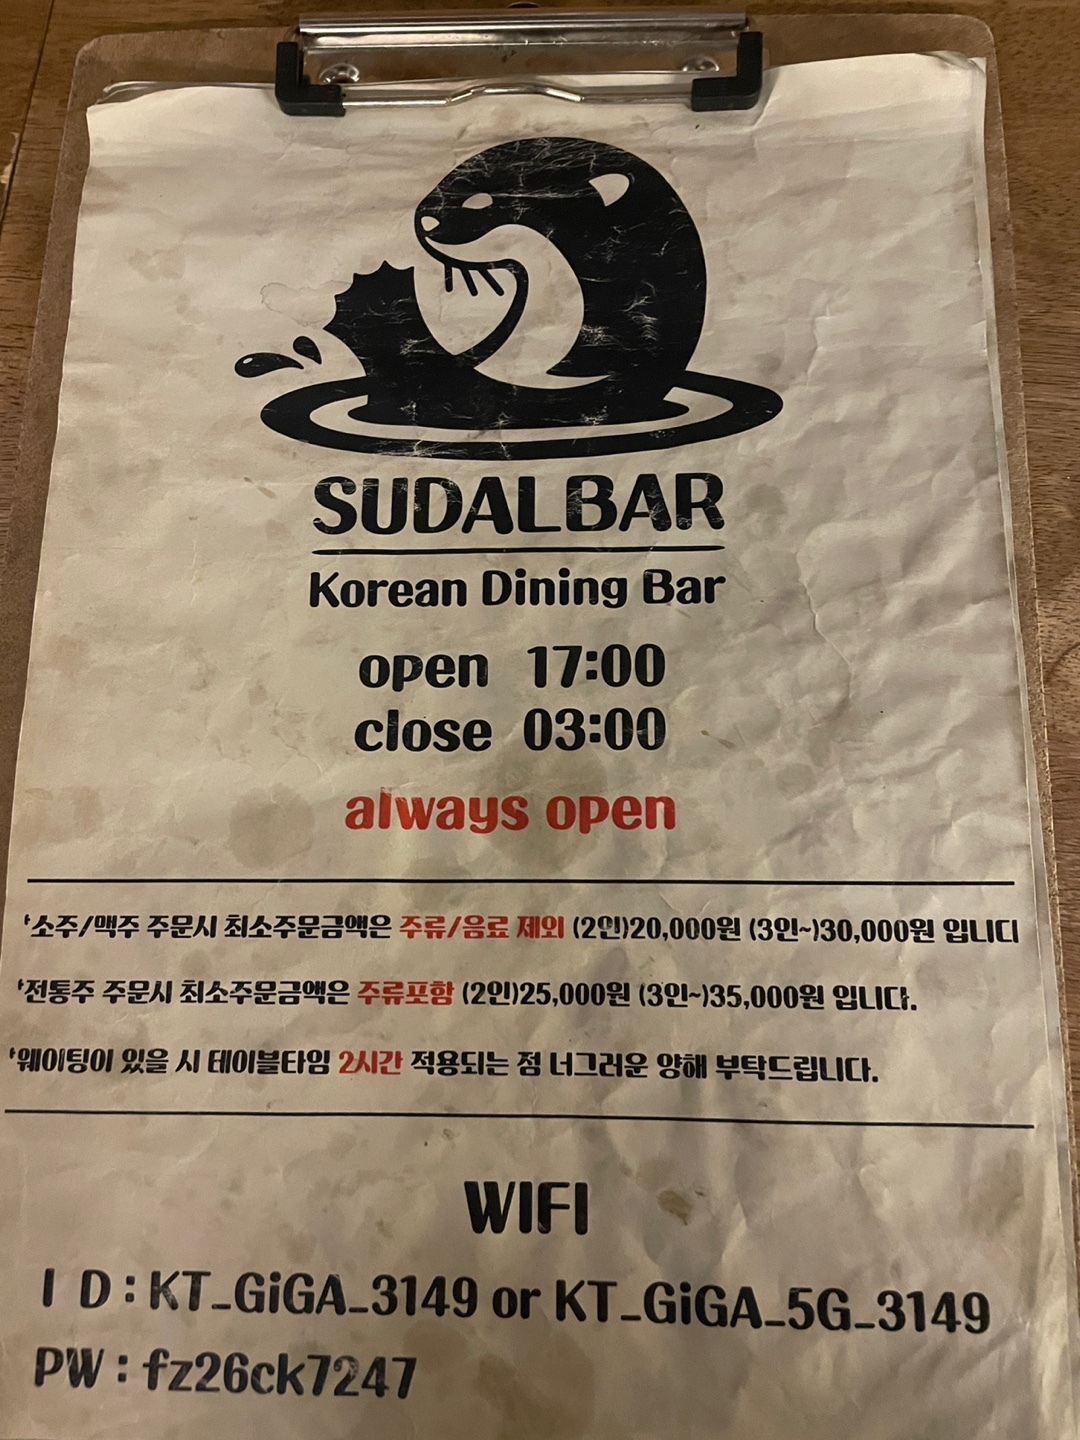 SUDALBAR
Korean Dining Bar
open 17:00
close 03:00
always open
'소주/맥주 주문시 최소주문금액은 주류/음료 제외 (2인)20,000원 (3인~)30,000원 입니디
'전통주 주문시 최소주문금액은 주류포함 (2인)25,000원 (3인~)35,000원 입니다.
'웨이팅이 있을 시 테이블타임 2시간 적용되는 점 너그러운 양해 부탁드립니다.
WIFI
I D : KT_GiGA_3149 or KT_GiGA_5G_3149
PW : fz26ck7247